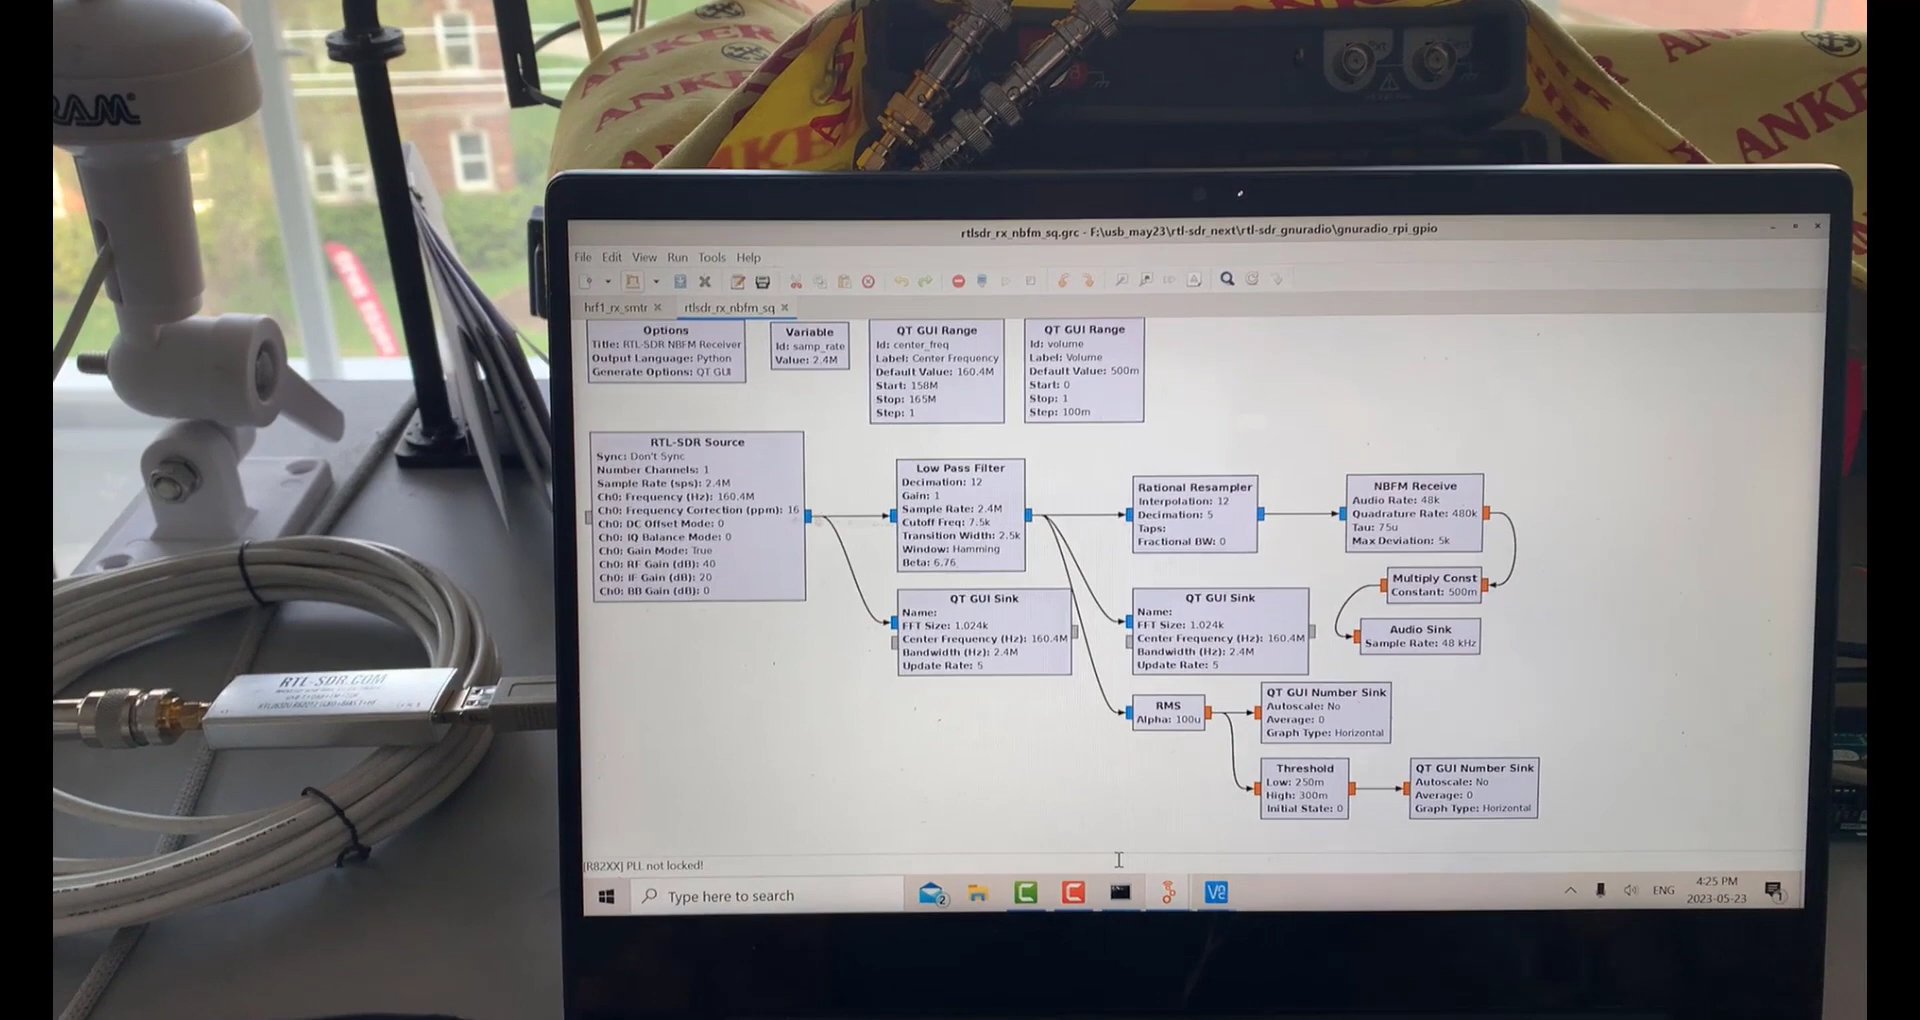 RAM
ANKER
ANKER
ANKER
ANKER
ANKER
rtlsdr_rx_nbfm_sq.grc - F:\usb_may23\rtl-sdr_next\rtl-sdr_gnuradio\gnuradio_rpi_gpio
File Edit View Run Tools Help
hrf1_rx_smtr
rtlsdr_rx_nbfm_sq
Options
Title: RTL-SDR NBFM Receiver
Output Language: Python
Generate Options: QT GUI
Variable
Id: samp_rate
Value: 2.4M
QT GUI Range
Id: center_freq
Label: Center Frequency
Default Value: 160.4M
Start: 158M
Stop: 165M
Step: 1
QT GUI Range
Id: volume
Label: Volume
Default Value: 500m
Start: 0
Stop: 1
Step: 100m
RTL-SDR Source
Sync: Don't Sync
Number Channels: 1
Sample Rate (sps): 2.4M
Ch0: Frequency (Hz): 160.4M
Ch0: Frequency Correction (ppm): 16
Ch0: DC Offset Mode: 0
Ch0: IQ Balance Mode: 0
Ch0: Gain Mode: True
Ch0: RF Gain (dB): 40
Ch0: IF Gain (dB): 20
Ch0: BB Gain (dB): 0
Low Pass Filter
Decimation: 12
Gain: 1
Sample Rate: 2.4M
Cutoff Freq: 7.5k
Transition Width: 2.5k
Window: Hamming
Beta: 6.76
Rational Resampler
Interpolation: 12
Decimation: 5
Taps:
Fractional BW: 0
NBFM Receive
Audio Rate: 48k
Quadrature Rate: 480k
Tau: 75u
Max Deviation: 5k
Multiply Const
Constant: 500m
Audio Sink
Sample Rate: 48 kHz
QT GUI Sink
Name:
FFT Size: 1.024k
Center Frequency (Hz): 160.4M
Bandwidth (Hz): 2.4M
Update Rate: 5
QT GUI Sink
Name:
FFT Size: 1.024k
Center Frequency (Hz): 160.4M
Bandwidth (Hz): 2.4M
Update Rate: 5
RMS
Alpha: 100u
QT GUI Number Sink
Autoscale: No
Average: 0
Graph Type: Horizontal
Threshold
Low: 250m
High: 300m
Initial State: 0
QT GUI Number Sink
Autoscale: No
Average: 0
Graph Type: Horizontal
[R82XX] PLL not locked!
Type here to search
2
ENG
4:25 PM
2023-05-23
1
RTL-SDR.COM